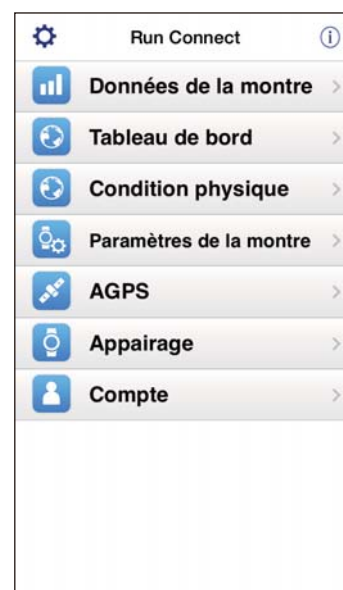 Run Connect
Données de la montre
Tableau de bord
Condition physique
Paramètres de la montre
AGPS
Appairage
Compte